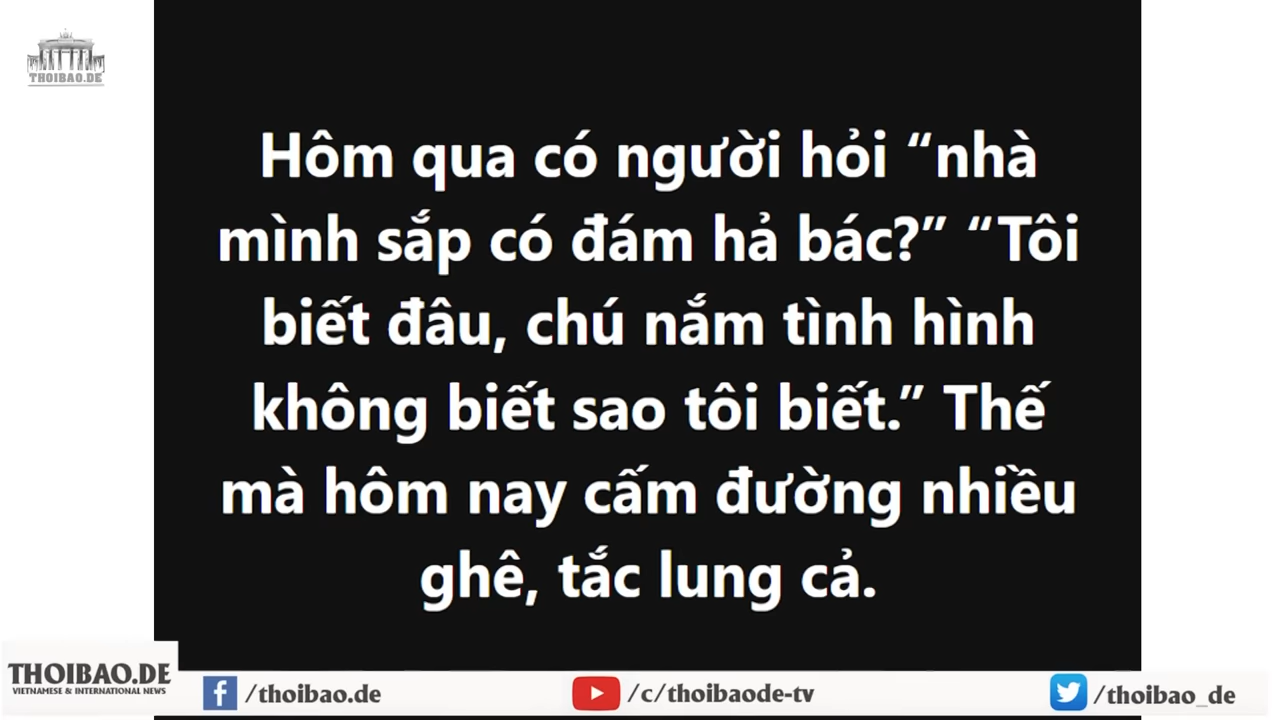 THOIBAO.DE
Hôm qua có người hỏi “nhà
mình sắp có đám hả bác?” “Tôi
biết đâu, chú nắm tình hình
không biết sao tôi biết.” Thế
mà hôm nay cấm đường nhiều
ghê, tắc lung cả.
THOIBAO.DE
VIETNAMESE & INTERNATIONAL NEWS
/thoibao.de
/c/thoibaode-tv
/thoibao_de